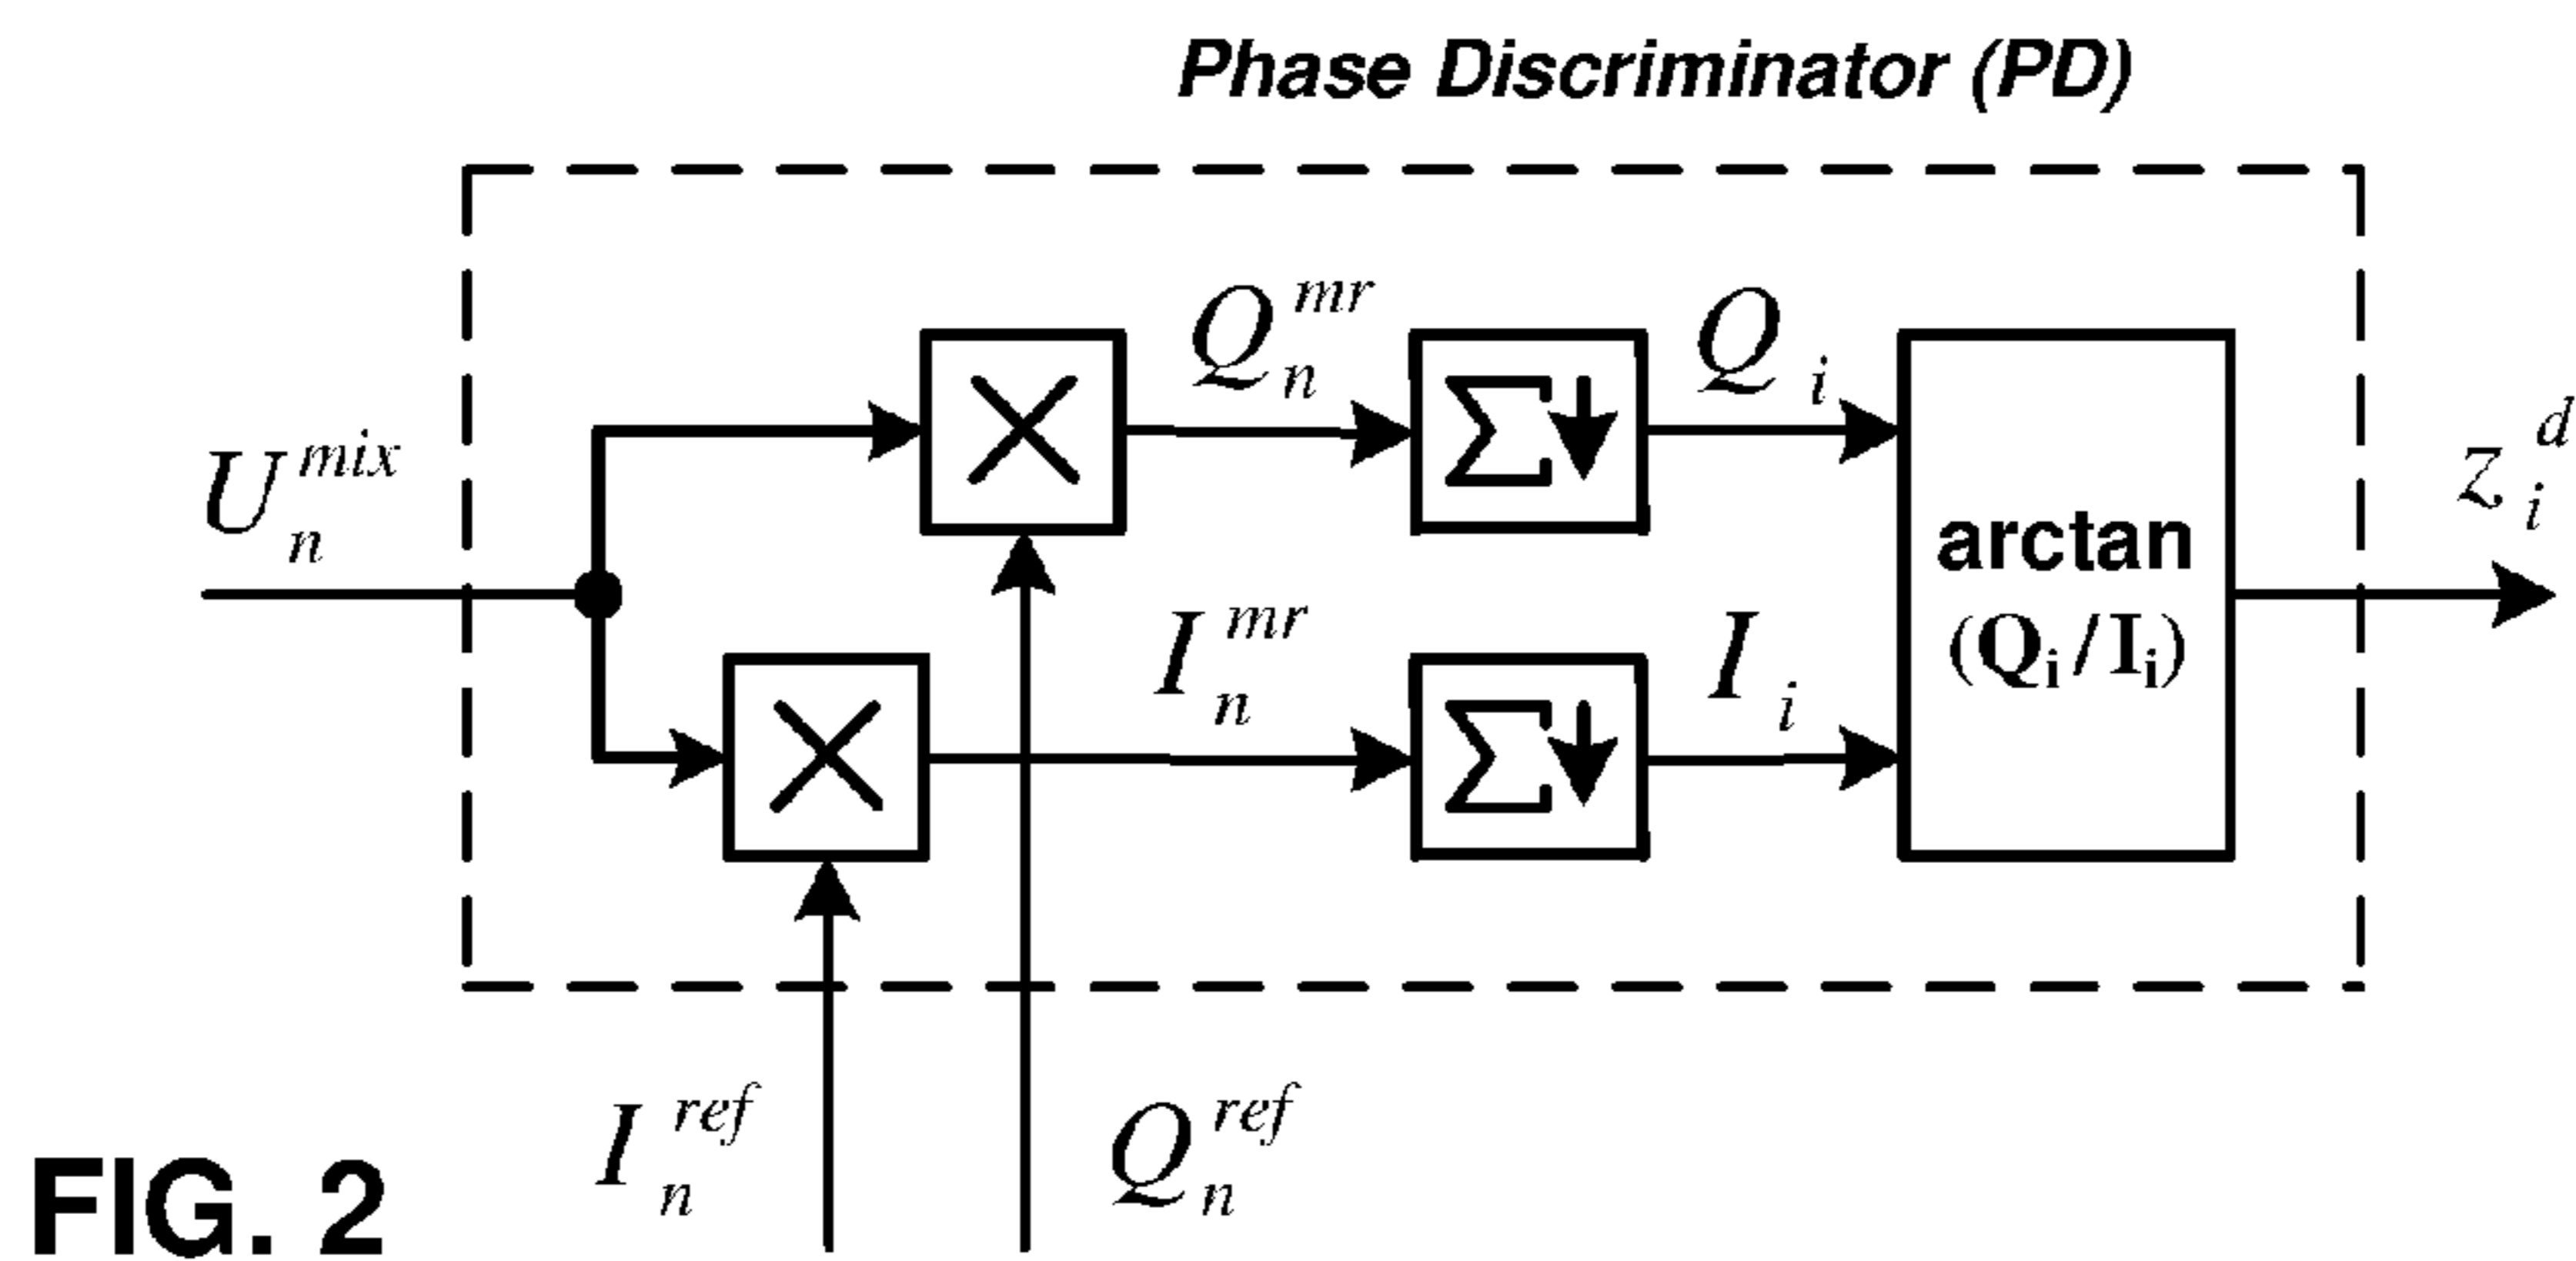 Phase Discriminator (PD)
U_n^{mix}
Q_n^{mr}
Σ↓
Q_i
I_n^{mr}
Σ↓
I_i
arctan
(Q_i/I_i)
z_i^d
I_n^{ref}
Q_n^{ref}
FIG. 2